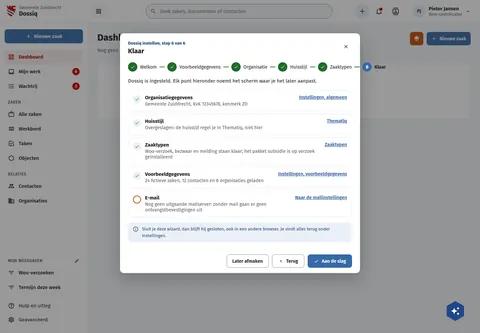 Gemeente Zuiddrecht
Dossiq
Zoek zaken, documenten of contacten
Pieter Jansen
Nieuwe zaak
Dashboard
Mijn werk
Wachtrij
ZAKEN
Alle zaken
Werkbord
Taken
Objecten
RELATIES
Contacten
Organisaties
MIJN WEERGAVEN
Woo-verzoeken
Termijn deze week
Hulp en uitleg
Geavanceerd
Dash
Nog geen
Nieuwe zaak
Dossiq instellen, stap 6 van 6
Klaar
Welkom
Voorbeeldgegevens
Organisatie
Huisstijl
Zaaktypen
6 Klaar
Dossiq is ingesteld. Elk punt hieronder noemt het scherm waar je het later aanpast.
Organisatiegegevens
Instellingen, algemeen
Gemeente Zuiddrecht, KvK 12345678, kenmerk ZD
Huisstijl
Thematiq
Overgeslagen: de huisstijl regel je in Thematiq, niet hier
Zaaktypen
Zaaktypen
Woo-verzoek, bezwaar en melding staan klaar; het pakket subsidie is op verzoek
geïnstalleerd
Voorbeeldgegevens
Instellingen, voorbeeldgegevens
24 fictieve zaken, 12 contacten en 6 organisaties geladen
E-mail
Naar de mailinstellingen
Nog geen uitgaande mailserver: zonder mail gaan er geen
ontvangstbevestigingen uit
Sluit je deze wizard, dan blijft hij gesloten, ook in een andere browser. Je vindt alles terug onder
Instellingen.
Later afmaken
Terug
Aan de slag